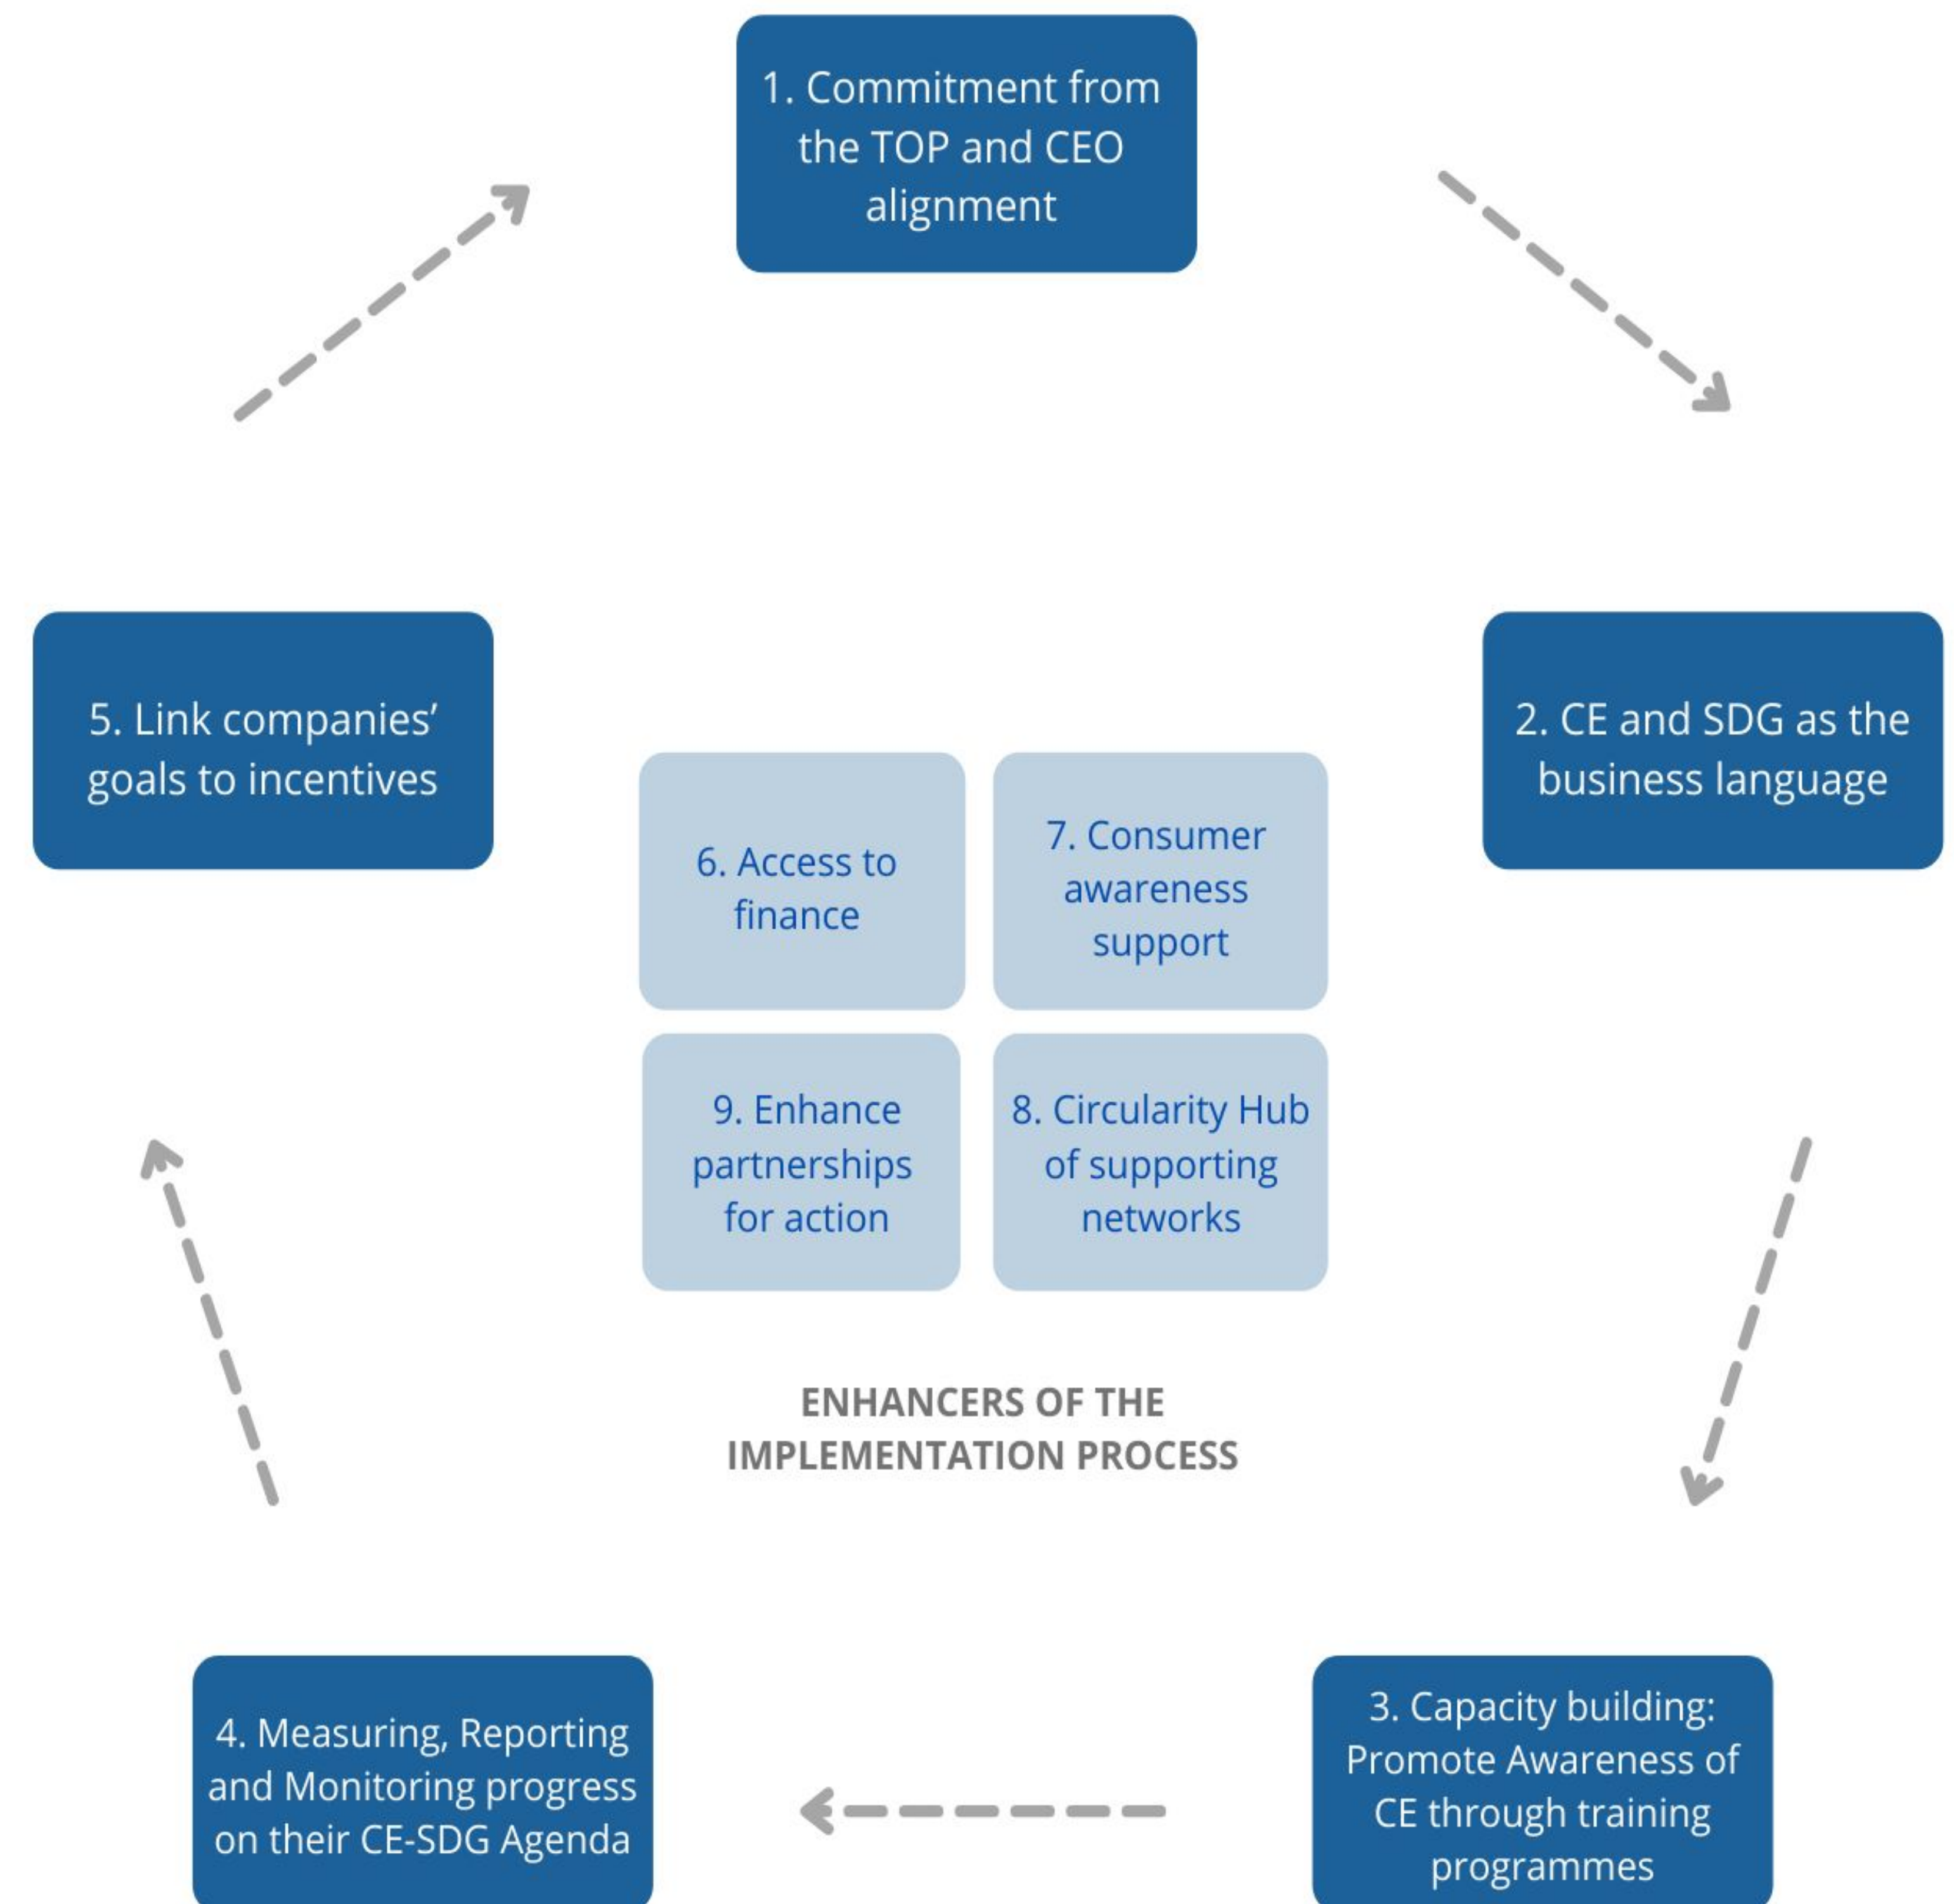 1. Commitment from
the TOP and CEO
alignment
2. CE and SDG as the
business language
3. Capacity building:
Promote Awareness of
CE through training
programmes
4. Measuring, Reporting
and Monitoring progress
on their CE-SDG Agenda
5. Link companies’
goals to incentives
6. Access to
finance
7. Consumer
awareness
support
8. Circularity Hub
of supporting
networks
9. Enhance
partnerships
for action
ENHANCERS OF THE
IMPLEMENTATION PROCESS